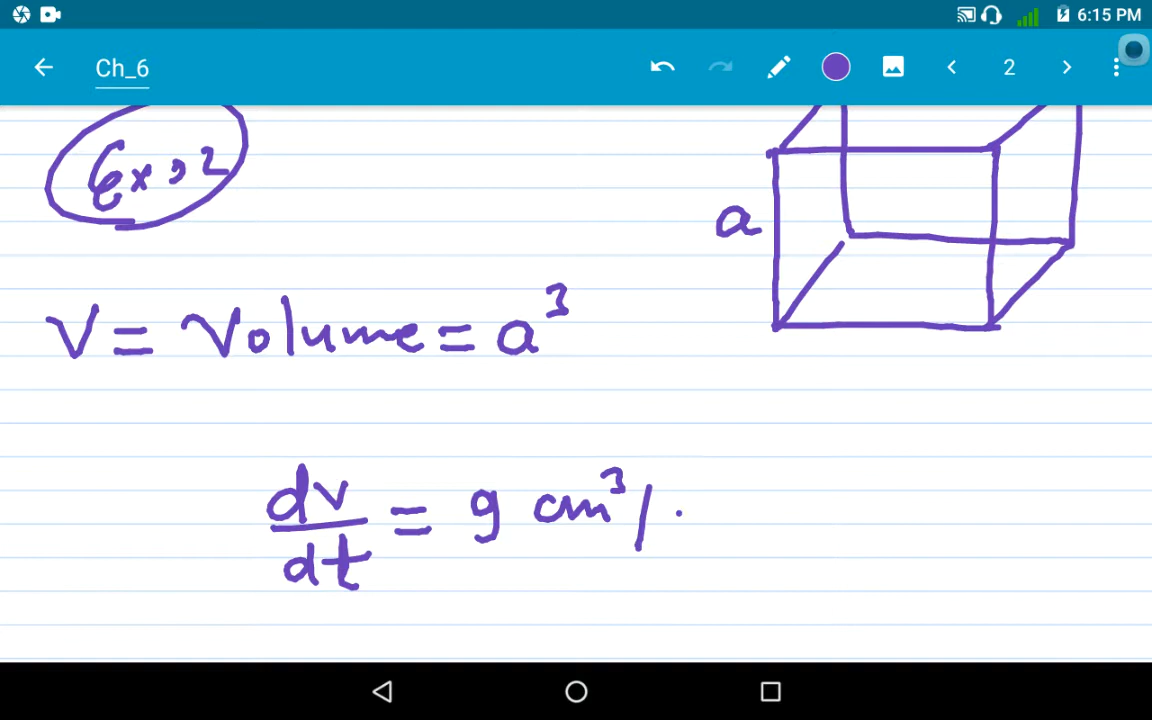 6:15 PM
Ch_6
2
Ex, 2
a
V = Volume = a³
dv/dt = 9 cm³/.